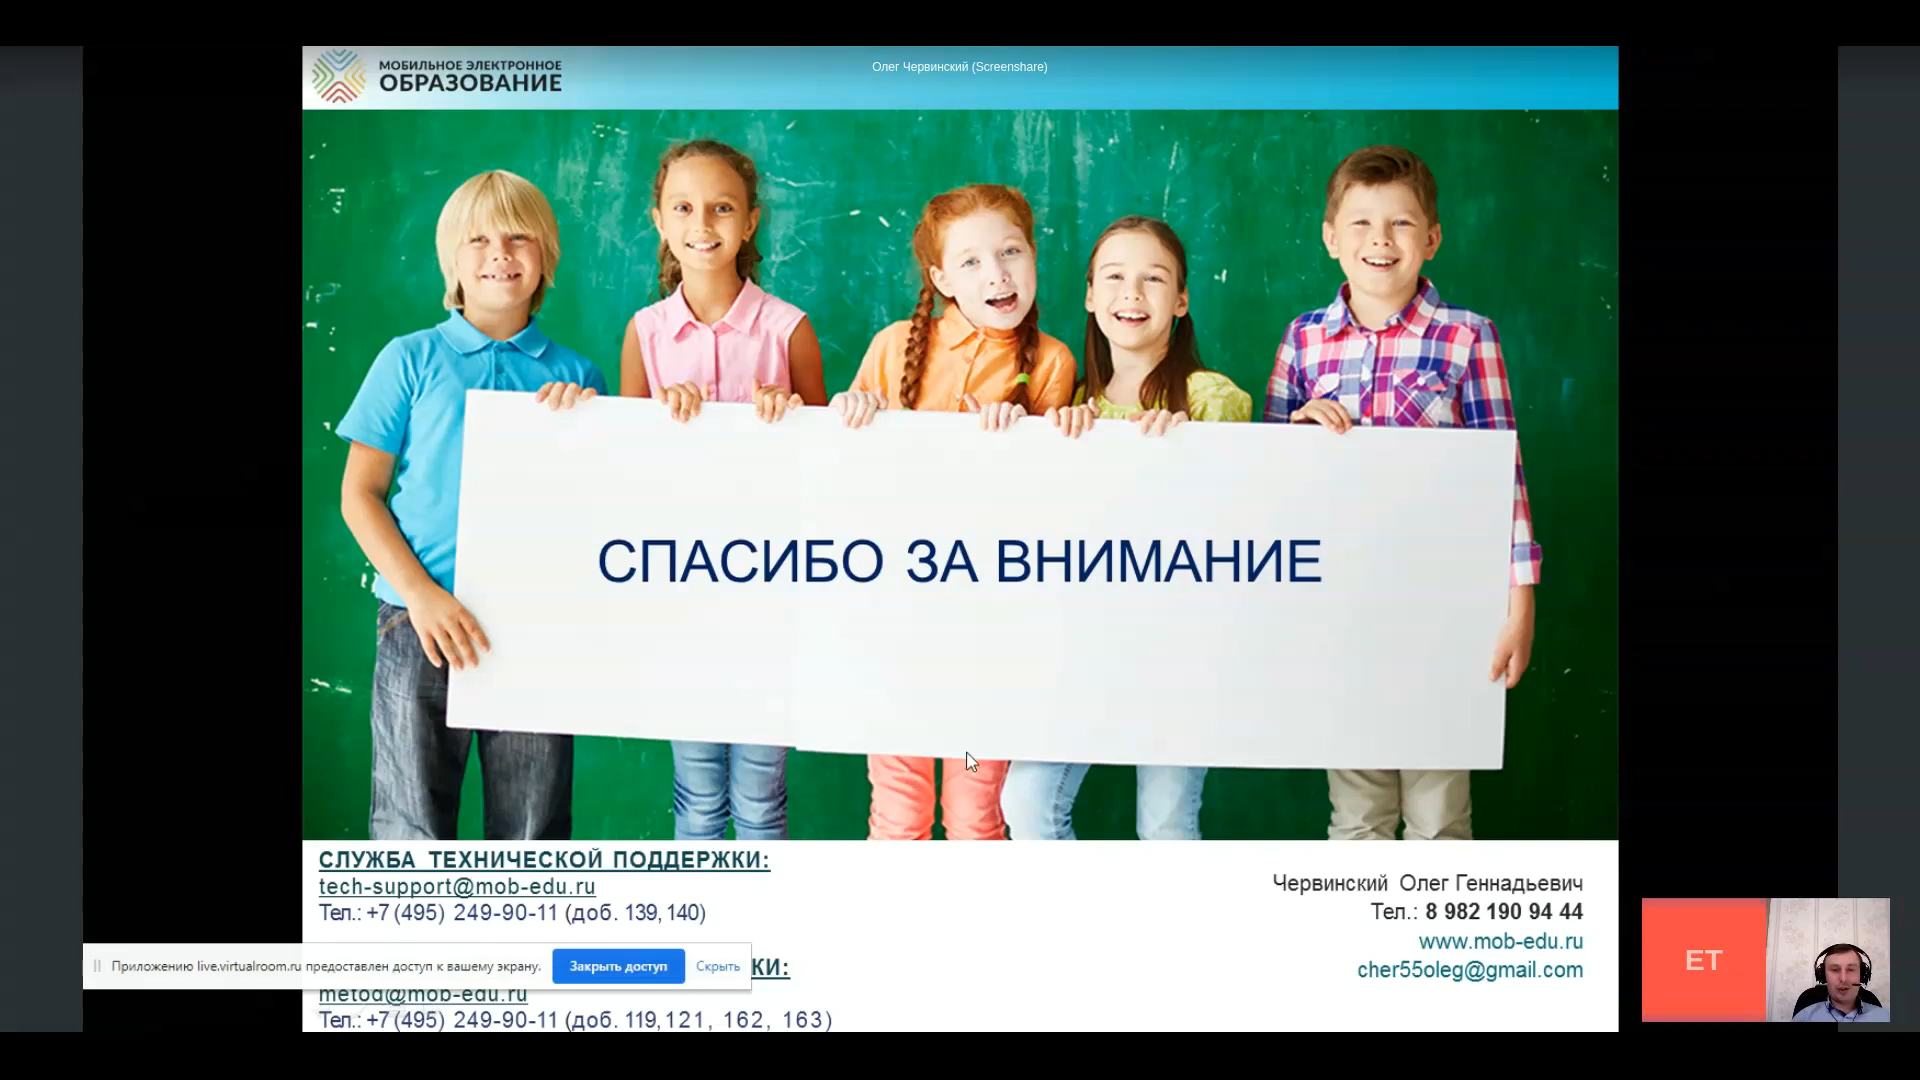 МОБИЛЬНОЕ ЭЛЕКТРОННОЕ
ОБРАЗОВАНИЕ
Олег Червинский (Screenshare)
СПАСИБО ЗА ВНИМАНИЕ
СЛУЖБА ТЕХНИЧЕСКОЙ ПОДДЕРЖКИ:
tech-support@mob-edu.ru
Тел.: +7 (495) 249-90-11 (доб. 139, 140)
Приложению live.virtualroom.ru предоставлен доступ к вашему экрану.
Закрыть доступ
Скрыть
КИ:
metod@mob-edu.ru
Тел.: +7 (495) 249-90-11 (доб. 119, 121, 162, 163)
Червинский Олег Геннадьевич
Тел.: 8 982 190 94 44
www.mob-edu.ru
cher55oleg@gmail.com
ET